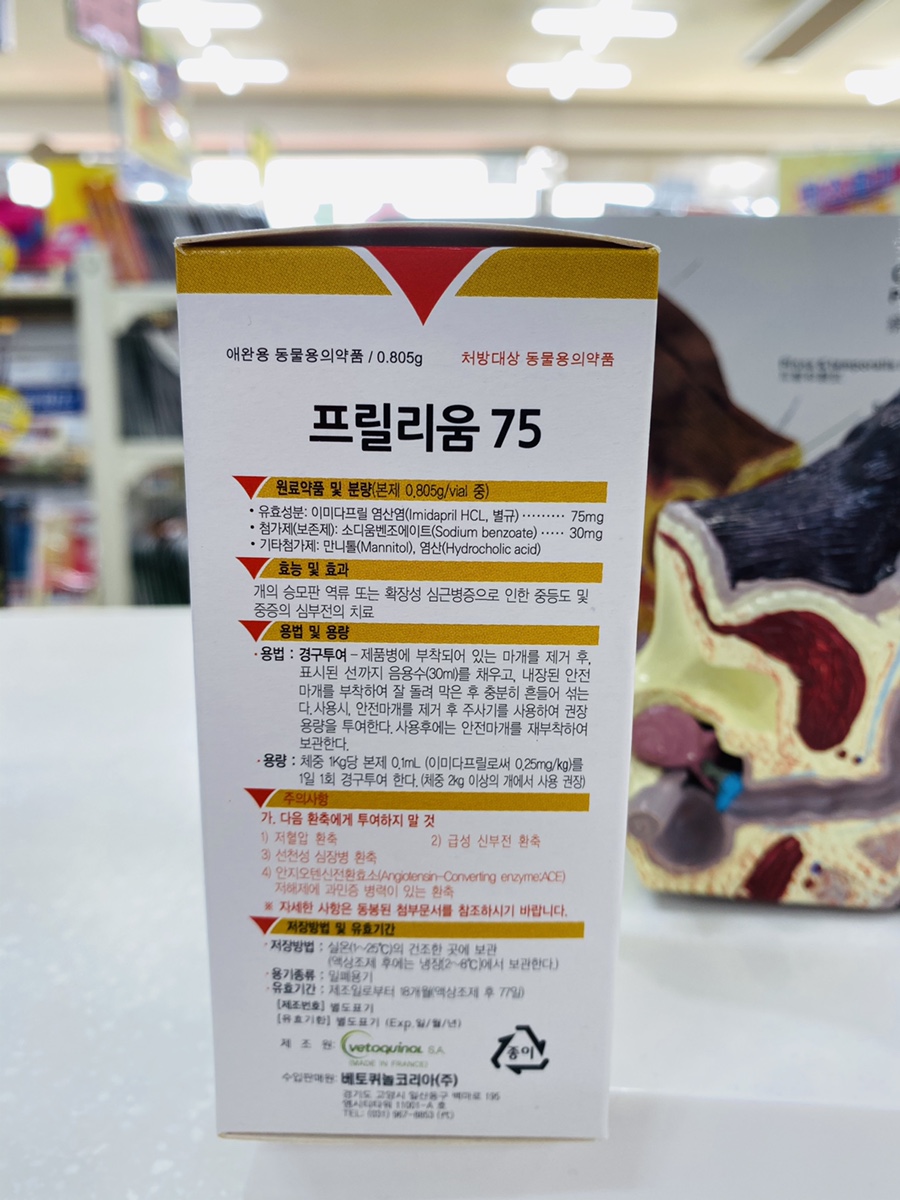 애완용 동물용의약품 / 0.805g 처방대상 동물용의약품
프릴리움 75
원료약품 및 분량(본제 0.805g/vial 중)
• 유효성분: 이미다프릴 염산염(Imidapril HCL, 별규) ········· 75mg
• 첨가제(보존제): 소디움벤조에이트(Sodium benzoate) ····· 30mg
• 기타첨가제: 만니톨(Mannitol), 염산(Hydrocholic acid)
효능 및 효과
개의 승모판 역류 또는 확장성 심근병증으로 인한 중등도 및
중증의 심부전의 치료
용법 및 용량
· 용법 : 경구투여 – 제품병에 부착되어 있는 마개를 제거 후,
표시된 선까지 음용수(30ml)를 채우고, 내장된 안전
마개를 부착하여 잘 돌려 막은 후 충분히 흔들어 섞는
다. 사용시, 안전마개를 제거 후 주사기를 사용하여 권장
용량을 투여한다. 사용후에는 안전마개를 재부착하여
보관한다.
· 용량 : 체중 1Kg당 본제 0.1mL (이미다프릴로써 0.25mg/kg)를
1일 1회 경구투여 한다. (체중 2kg 이상의 개에서 사용 권장)
주의사항
가. 다음 환축에게 투여하지 말 것
1) 저혈압 환축 2) 급성 신부전 환축
3) 선천성 심장병 환축
4) 안지오텐신전환효소(Angiotensin-Converting enzyme:ACE)
저해제에 과민증 병력이 있는 환축
※ 자세한 사항은 동봉된 첨부문서를 참조하시기 바랍니다.
저장방법 및 유효기간
· 저장방법 : 실온(1~25℃)의 건조한 곳에 보관
(액상조제 후에는 냉장(2~8℃)에서 보관한다.)
· 용기종류 : 밀폐용기
· 유효기간 : 제조일로부터 18개월(액상조제 후 77일)
[제조번호] 별도표기
[유효기한] 별도표기 (Exp.일/월/년)
제 조 원: Vetoquinol S.A.
(MADE IN FRANCE)
종이
수입판매원: 베토퀴놀코리아(주)
경기도 고양시 일산동구 백마로 195
엠시티타워 11001-A 호
TEL: (031) 967-8853 (代)